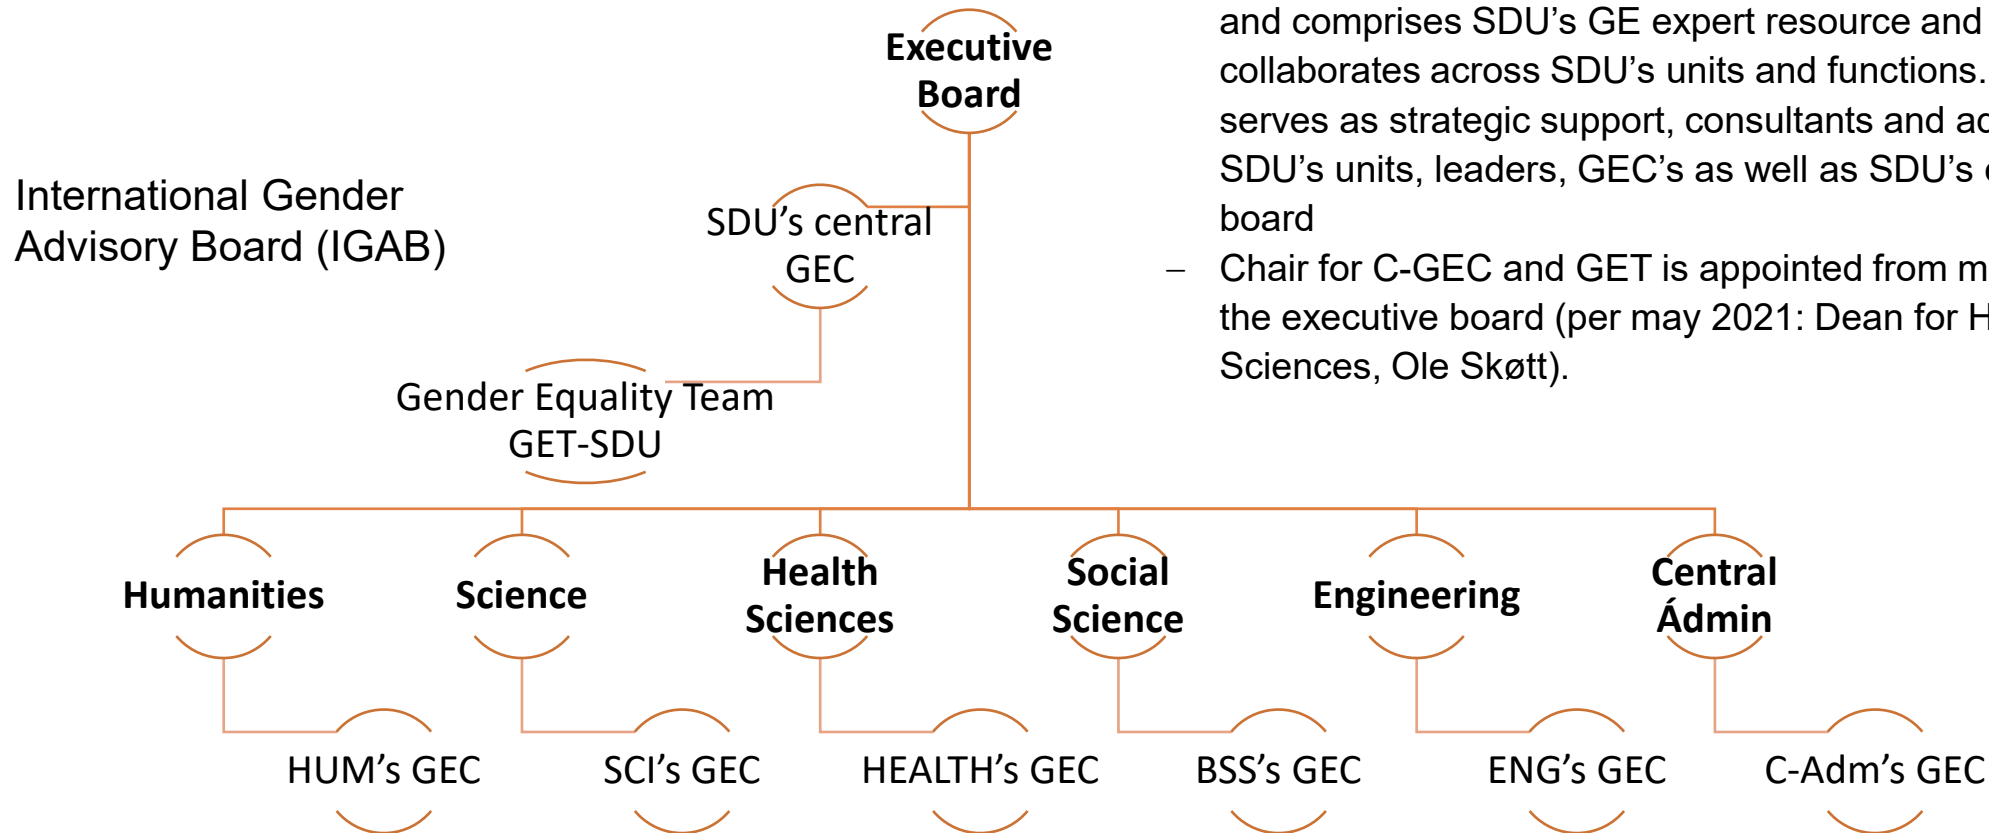 Executive
Board
International Gender
Advisory Board (IGAB)
SDU’s central
GEC
Gender Equality Team
GET-SDU
and comprises SDU’s GE expert resource and
collaborates across SDU’s units and functions.
serves as strategic support, consultants and
SDU’s units, leaders, GEC’s as well as SDU’s
board
– Chair for C-GEC and GET is appointed from
the executive board (per may 2021: Dean for
Sciences, Ole Skøtt).
Humanities
Science
Health
Sciences
Social
Science
Engineering
Central
Ádmin
HUM’s GEC
SCI’s GEC
HEALTH’s GEC
BSS’s GEC
ENG’s GEC
C-Adm’s GEC